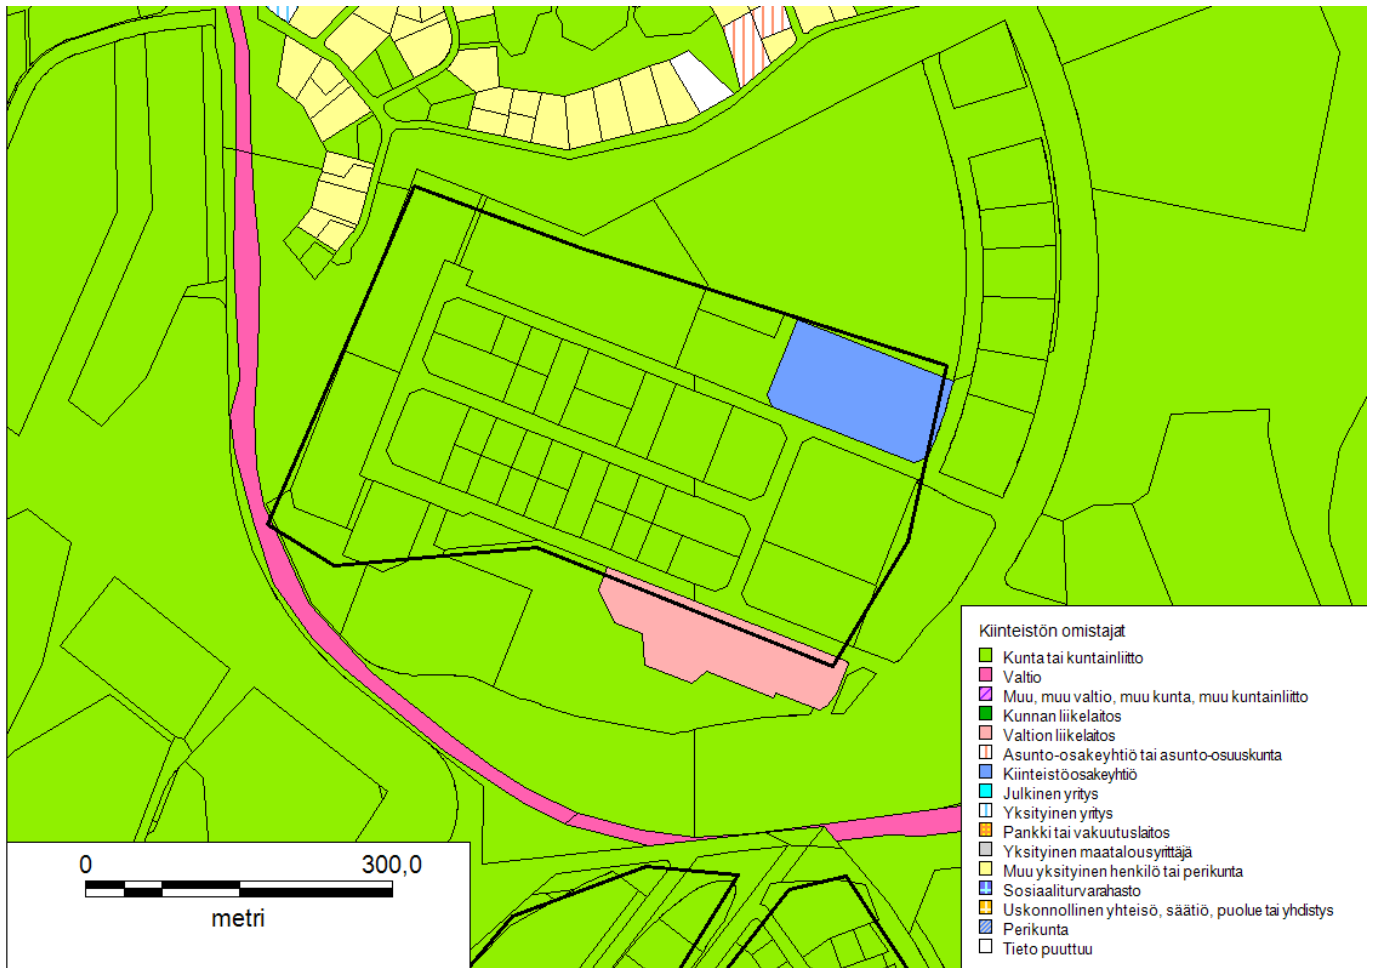 Kiinteistön omistajat
Kunta tai kuntainliitto
Valtio
Muu, muu valtio, muu kunta, muu kuntainliitto
Kunnan liikelaitos
Valtion liikelaitos
Asunto-osakeyhtiö tai asunto-osuuskunta
Kiinteistöosakeyhtiö
Julkinen yritys
Yksityinen yritys
Pankki tai vakuutuslaitos
Yksityinen maatalousyrittäjä
Muu yksityinen henkilö tai perikunta
Sosiaaliturvarahasto
Uskonnollinen yhteisö, säätiö, puolue tai yhdistys
Perikunta
Tieto puuttuu
0 300,0
metri